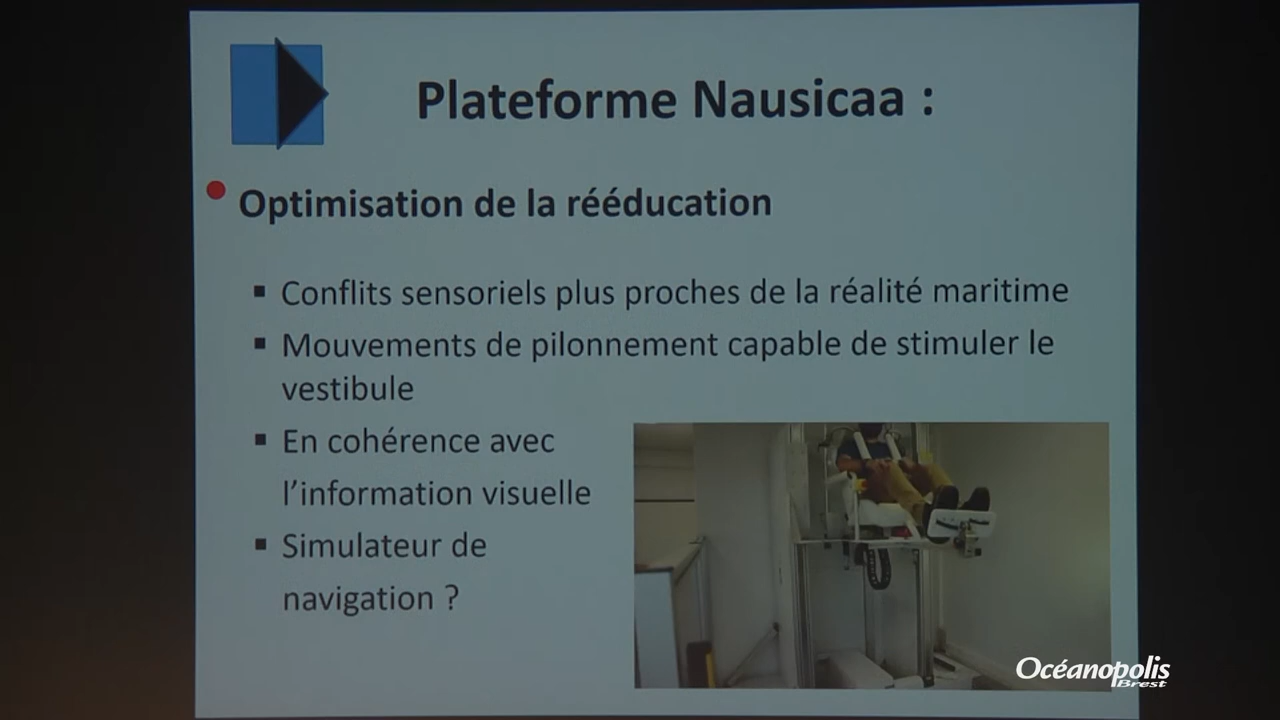 Plateforme Nausicaa :
Optimisation de la rééducation
Conflits sensoriels plus proches de la réalité maritime
Mouvements de pilonnement capable de stimuler le
vestibule
En cohérence avec
l'information visuelle
Simulateur de
navigation ?
Océanopolis
Brest